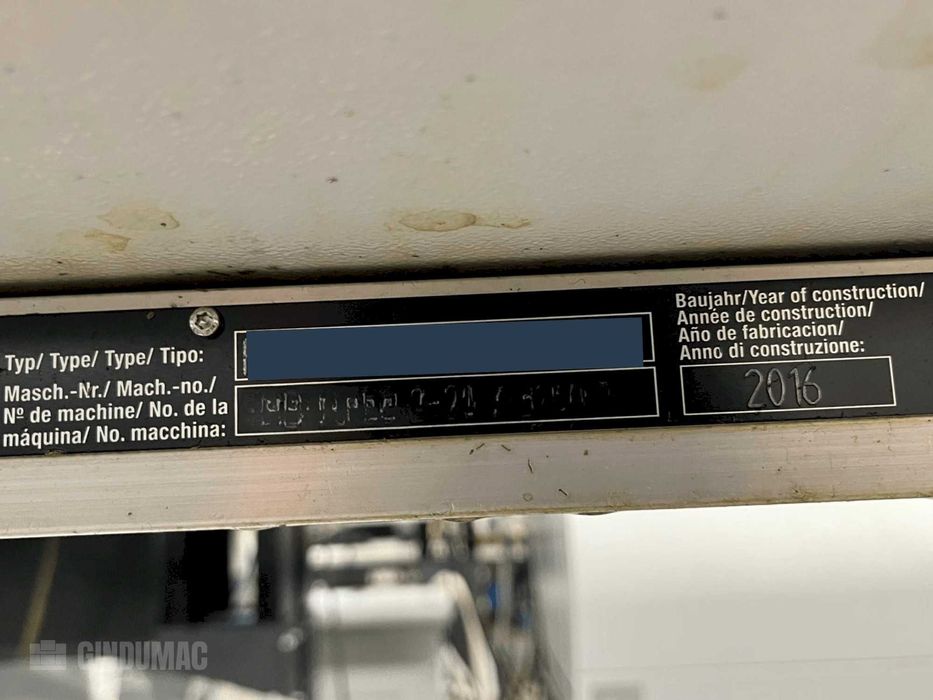 Typ/ Type/ Type/ Tipo:
Masch.-Nr./ Mach.-no./
Nº de machine/ No. de la
máquina/ No. macchina:
Baujahr/Year of construction/
Année de construction/
Año de fabricacion/
Anno di construzione:
2016
GINDUMAC